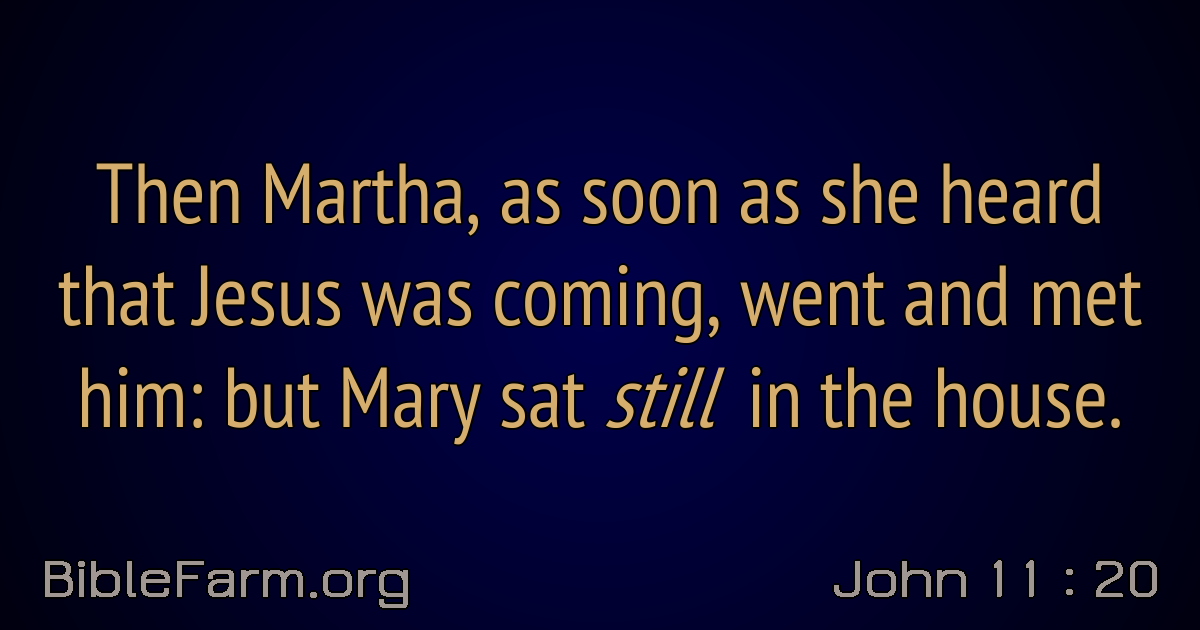 Then Martha, as soon as she heard
that Jesus was coming, went and met
him: but Mary sat still in the house.
BibleFarm.org
John 11 : 20